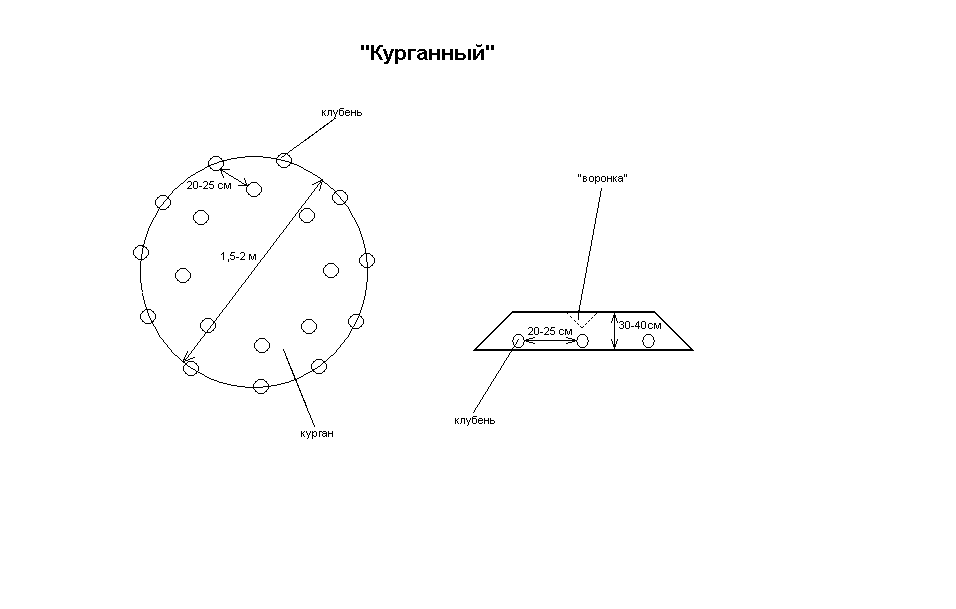 "Курганный"
клубень
20-25 см
1,5-2 м
курган
"воронка"
20-25 см
30-40см
клубень